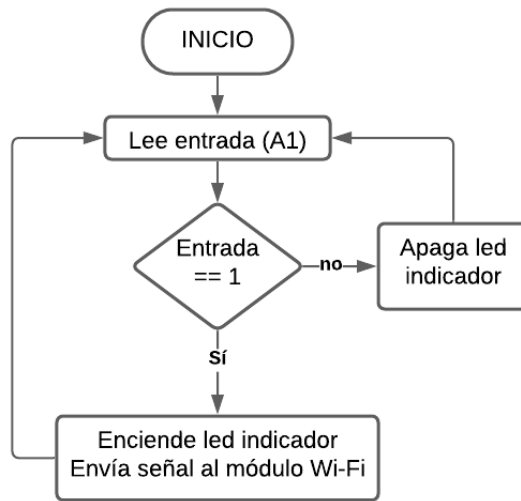 INICIO
Lee entrada (A1)
Entrada
== 1
no
Apaga led
indicador
Sí
Enciende led indicador
Envía señal al módulo Wi-Fi